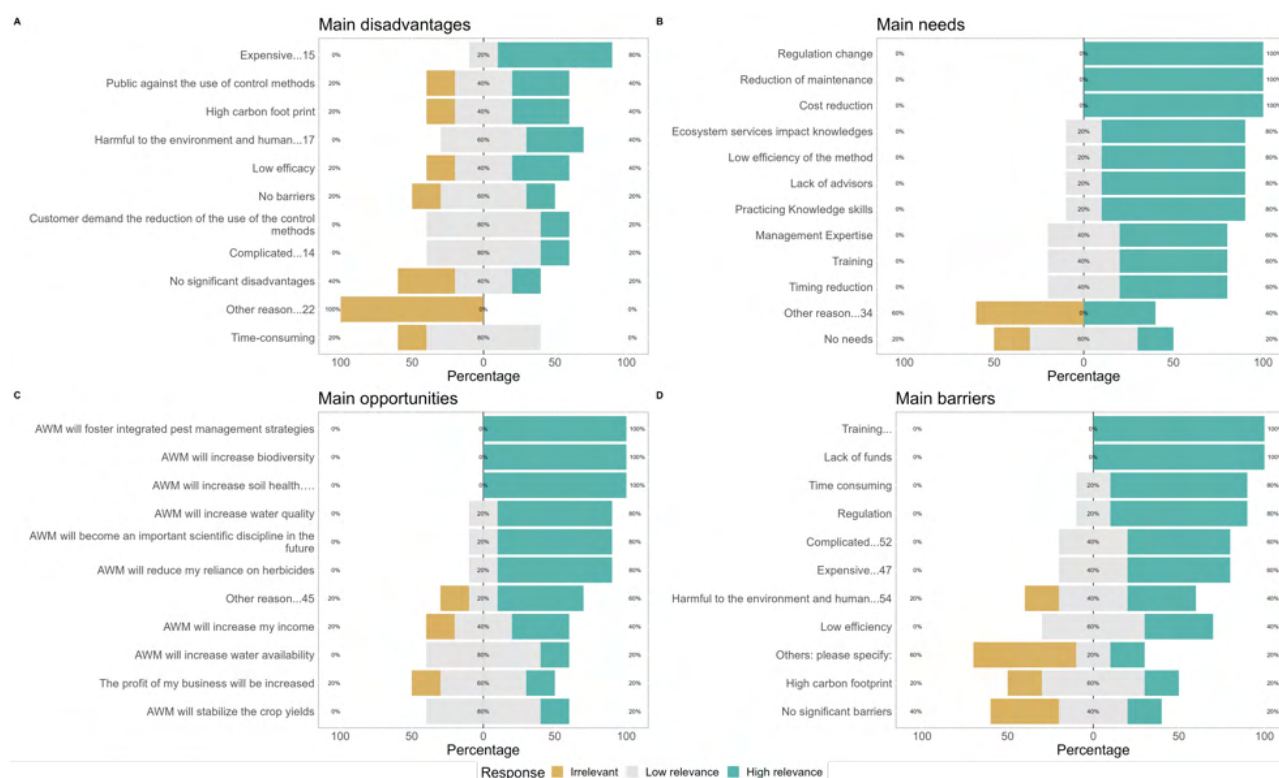 A
Main disadvantages
Expensive...15 0% 20% 80%
Public against the use of control methods 20% 40% 40%
High carbon foot print 20% 40% 40%
Harmful to the environment and human...17 0% 60% 40%
Low efficacy 20% 40% 40%
No barriers 20% 60% 20%
Customer demand the reduction of the use of the control
methods 0% 80% 20%
Complicated...14 0% 80% 20%
No significant disadvantages 40% 40% 20%
Other reason...22 100% 0% 0%
Time-consuming 20% 80% 0%
100 50 0 50 100
Percentage
B
Main needs
Regulation change 0% 0% 100%
Reduction of maintenance 0% 0% 100%
Cost reduction 0% 0% 100%
Ecosystem services impact knowledges 0% 20% 80%
Low efficiency of the method 0% 20% 80%
Lack of advisors 0% 20% 80%
Practicing Knowledge skills 0% 20% 80%
Management Expertise 0% 40% 60%
Training 0% 40% 60%
Timing reduction 0% 40% 60%
Other reason...34 60% 0% 40%
No needs 20% 60% 20%
100 50 0 50 100
Percentage
C
Main opportunities
AWM will foster integrated pest management strategies 0% 0% 100%
AWM will increase biodiversity 0% 0% 100%
AWM will increase soil health.... 0% 0% 100%
AWM will increase water quality 0% 20% 80%
AWM will become an important scientific discipline in the
future 0% 20% 80%
AWM will reduce my reliance on herbicides 0% 20% 80%
Other reason...45 20% 20% 60%
AWM will increase my income 20% 40% 40%
AWM will increase water availability 0% 80% 20%
The profit of my business will be increased 20% 60% 20%
AWM will stabilize the crop yields 0% 80% 20%
100 50 0 50 100
Percentage
D
Main barriers
Training... 0% 0% 100%
Lack of funds 0% 0% 100%
Time consuming 0% 20% 80%
Regulation 0% 20% 80%
Complicated...52 0% 40% 60%
Expensive...47 0% 40% 60%
Harmful to the environment and human...54 20% 40% 40%
Low efficiency 0% 60% 40%
Others: please specify: 60% 20% 20%
High carbon footprint 20% 60% 20%
No significant barriers 40% 40% 20%
100 50 0 50 100
Percentage
Response Irrelevant Low relevance High relevance